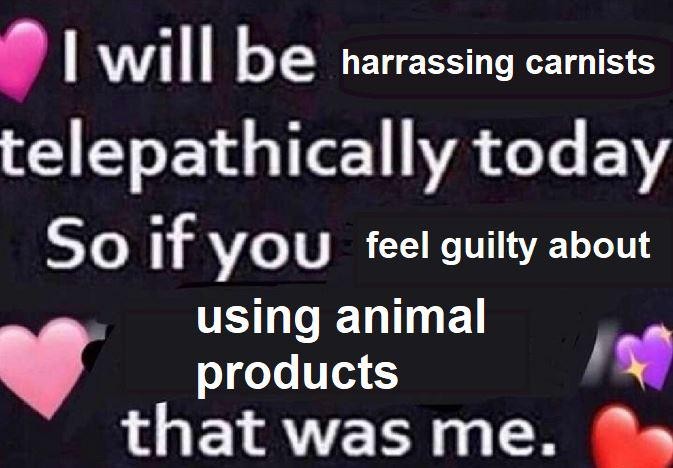 I will be harrassing carnists
telepathically today
So if you feel guilty about
using animal
products
that was me.